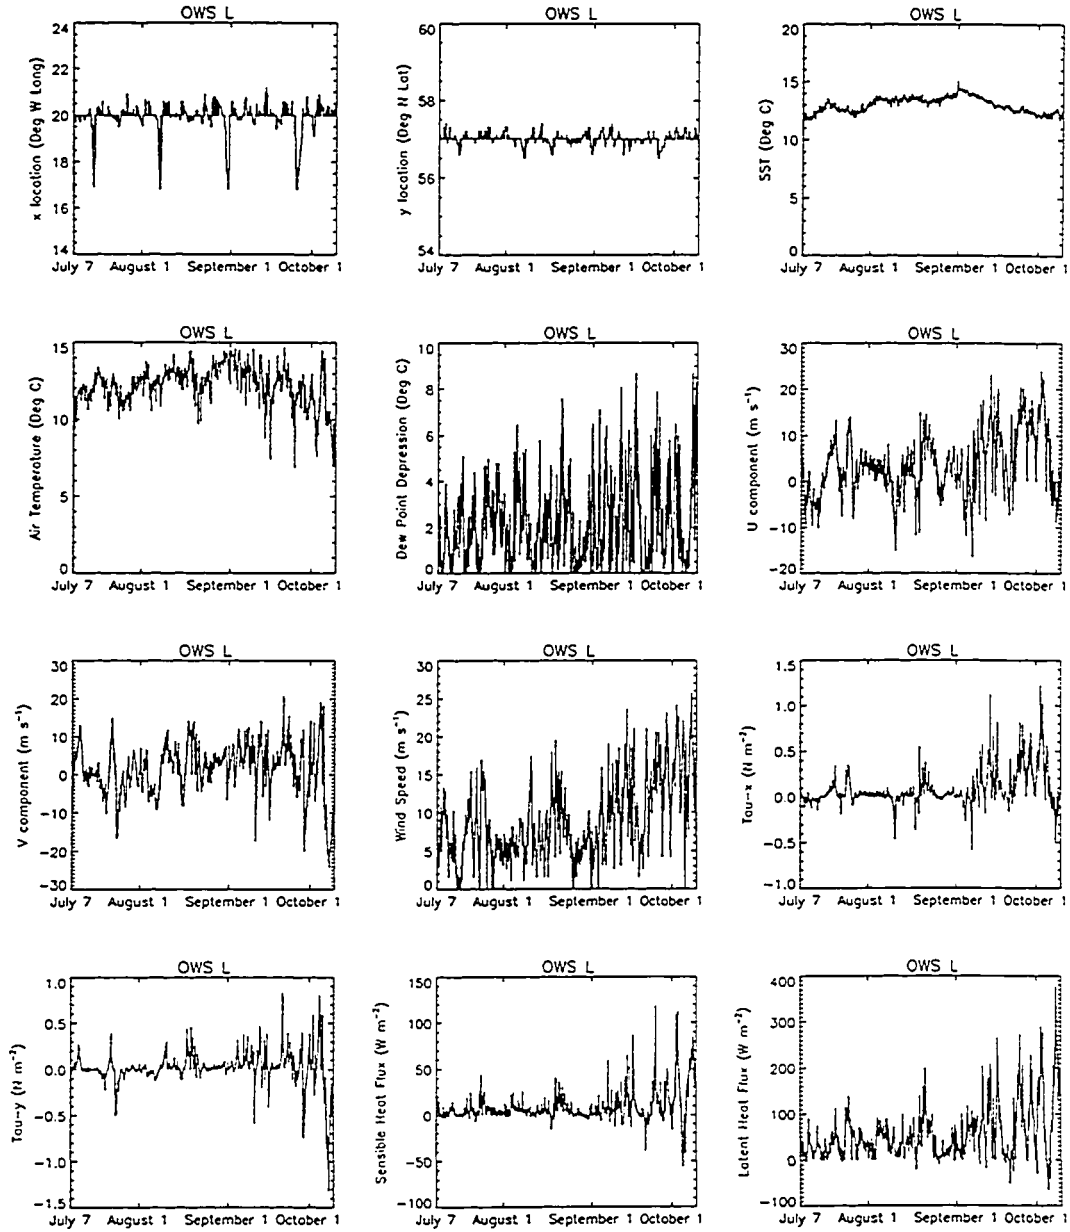 OWS L
OWS L
OWS L
x location (Deg W Long)
24
22
20
18
16
14
July 7 August 1 September 1 October 1
y location (Deg N Lat)
60
58
56
54
July 7 August 1 September 1 October 1
SST (Deg C)
20
15
10
5
0
July 7 August 1 September 1 October 1
OWS L
OWS L
OWS L
Air Temperature (Deg C)
15
10
5
0
July 7 August 1 September 1 October 1
Dew Point Depression (Deg C)
10
8
6
4
2
0
July 7 August 1 September 1 October 1
U component (m s⁻¹)
30
20
10
0
-10
-20
July 7 August 1 September 1 October 1
OWS L
OWS L
OWS L
V component (m s⁻¹)
30
20
10
0
-10
-20
-30
July 7 August 1 September 1 October 1
Wind Speed (m s⁻¹)
30
25
20
15
10
5
0
July 7 August 1 September 1 October 1
Tau-x (N m⁻²)
1.5
1.0
0.5
0.0
-0.5
-1.0
July 7 August 1 September 1 October 1
OWS L
OWS L
OWS L
Tau-y (N m⁻²)
1.0
0.5
0.0
-0.5
-1.0
-1.5
July 7 August 1 September 1 October 1
Sensible Heat Flux (W m⁻²)
150
100
50
0
-50
-100
July 7 August 1 September 1 October 1
Latent Heat Flux (W m⁻²)
400
300
200
100
0
-100
July 7 August 1 September 1 October 1